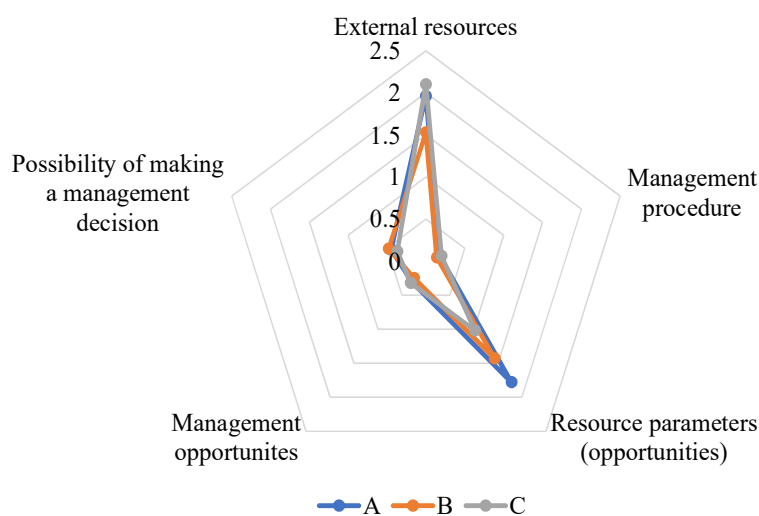 External resources
2.5
2
1.5
1
0.5
0
Possibility of making
a management
decision
Management
procedure
Management
opportunites
Resource parameters
(opportunities)
A B C